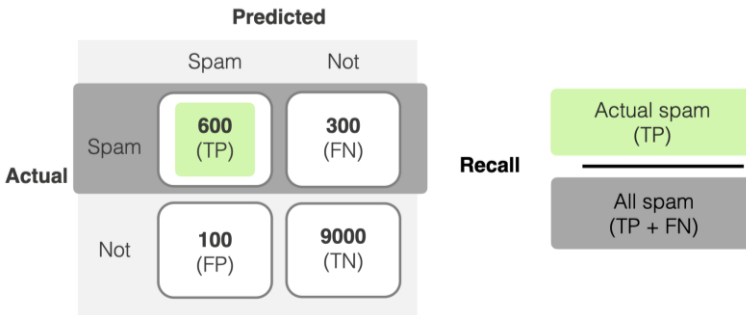 Predicted
Spam Not
Spam 600 300
(TP) (FN)
Actual
Not 100 9000
(FP) (TN)
Recall
Actual spam
(TP)
All spam
(TP + FN)